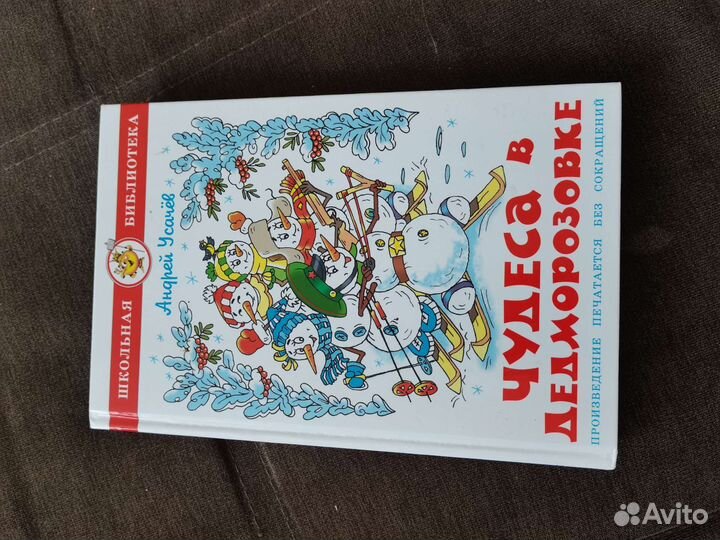 ШКОЛЬНАЯ БИБЛИОТЕКА
Андрей Усачёв
ЧУДЕСА В
ДЕДМОРОЗОВКЕ
ПРОИЗВЕДЕНИЕ ПЕЧАТАЕТСЯ БЕЗ СОКРАЩЕНИЙ
Avito